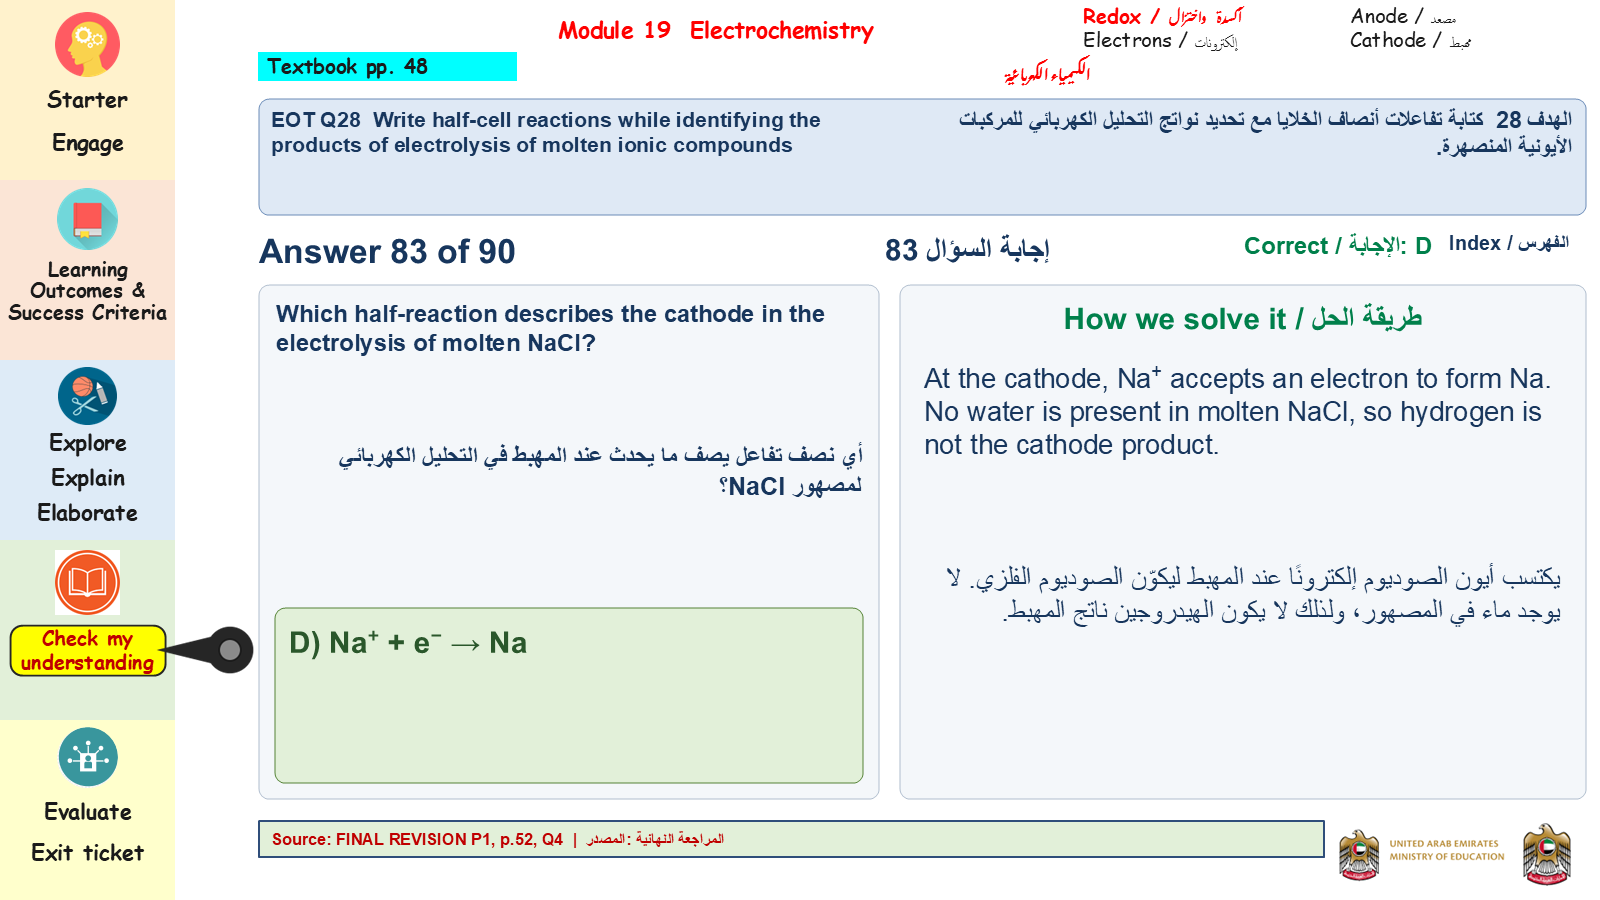 Starter
Engage
Learning
Outcomes &
Success Criteria
Explore
Explain
Elaborate
Check my
understanding
Evaluate
Exit ticket
Module 19 Electrochemistry
Textbook pp. 48
Redox / أكسدة واختزال
Electrons / إلكترونات
الكيمياء الكهربائية
Anode / مصعد
Cathode / مهبط
EOT Q28 Write half-cell reactions while identifying the
products of electrolysis of molten ionic compounds
الهدف 28 كتابة تفاعلات أنصاف الخلايا مع تحديد نواتج التحليل الكهربائي للمركبات
الأيونية المنصهرة.
Answer 83 of 90
إجابة السؤال 83
Correct / الإجابة: D
Index / الفهرس
Which half-reaction describes the cathode in the
electrolysis of molten NaCl?
أي نصف تفاعل يصف ما يحدث عند المهبط في التحليل الكهربائي
لمصهور NaCl؟
D) Na⁺ + e⁻ → Na
How we solve it / طريقة الحل
At the cathode, Na⁺ accepts an electron to form Na.
No water is present in molten NaCl, so hydrogen is
not the cathode product.
يكتسب أيون الصوديوم إلكترونًا عند المهبط ليكوّن الصوديوم الفلزي. لا
يوجد ماء في المصهور، ولذلك لا يكون الهيدروجين ناتج المهبط.
Source: FINAL REVISION P1, p.52, Q4 | المصدر: المراجعة النهائية
UNITED ARAB EMIRATES
MINISTRY OF EDUCATION